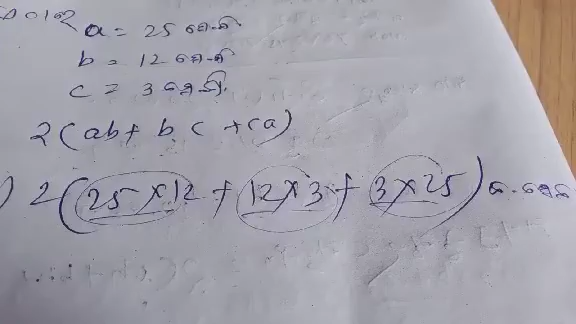 a = 25 ସେ.ମି
b = 12 ସେ.ମି
c = 3 ସେ.ମି.
2 (ab + bc + ca)
) 2 (25 × 12 + 12 × 3 + 3 × 25)